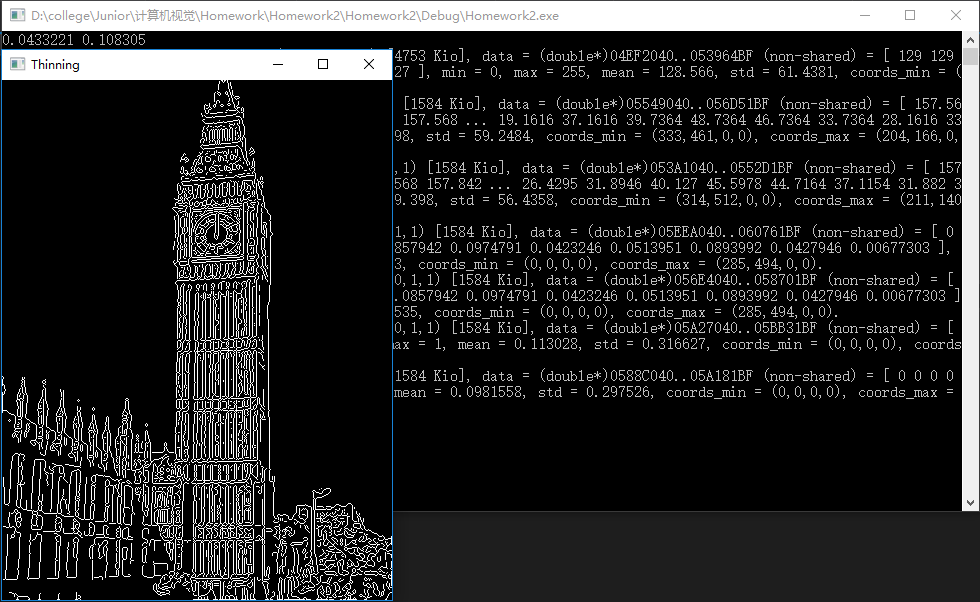 D:\college\Junior\计算机视觉\Homework\Homework2\Homework2\Debug\Homework2.exe
0.0433221 0.108305
Thinning
[4753 Kio], data = (double*)04EF2040..053964BF (non-shared) = [ 129 129
27 ], min = 0, max = 255, mean = 128.566, std = 61.4381, coords_min = (
[1584 Kio], data = (double*)05549040..056D51BF (non-shared) = [ 157.56
157.568 ... 19.1616 37.1616 39.7364 48.7364 46.7364 33.7364 28.1616 33
98, std = 59.2484, coords_min = (333,461,0,0), coords_max = (204,166,0,
,1) [1584 Kio], data = (double*)053A1040..0552D1BF (non-shared) = [ 157
568 157.842 ... 26.4295 31.8946 40.127 45.5978 44.7164 37.1154 31.882 3
9.398, std = 56.4358, coords_min = (314,512,0,0), coords_max = (211,140
1,1) [1584 Kio], data = (double*)05EEA040..060761BF (non-shared) = [ 0
0857942 0.0974791 0.0423246 0.0513951 0.0893992 0.0427946 0.00677303 ],
3, coords_min = (0,0,0,0), coords_max = (285,494,0,0).
0,1,1) [1584 Kio], data = (double*)056E4040..058701BF (non-shared) = [
.0857942 0.0974791 0.0423246 0.0513951 0.0893992 0.0427946 0.00677303 ]
535, coords_min = (0,0,0,0), coords_max = (285,494,0,0).
0,1,1) [1584 Kio], data = (double*)05A27040..05BB31BF (non-shared) = [
ax = 1, mean = 0.113028, std = 0.316627, coords_min = (0,0,0,0), coords
1584 Kio], data = (double*)0588C040..05A181BF (non-shared) = [ 0 0 0 0
mean = 0.0981558, std = 0.297526, coords_min = (0,0,0,0), coords_max =